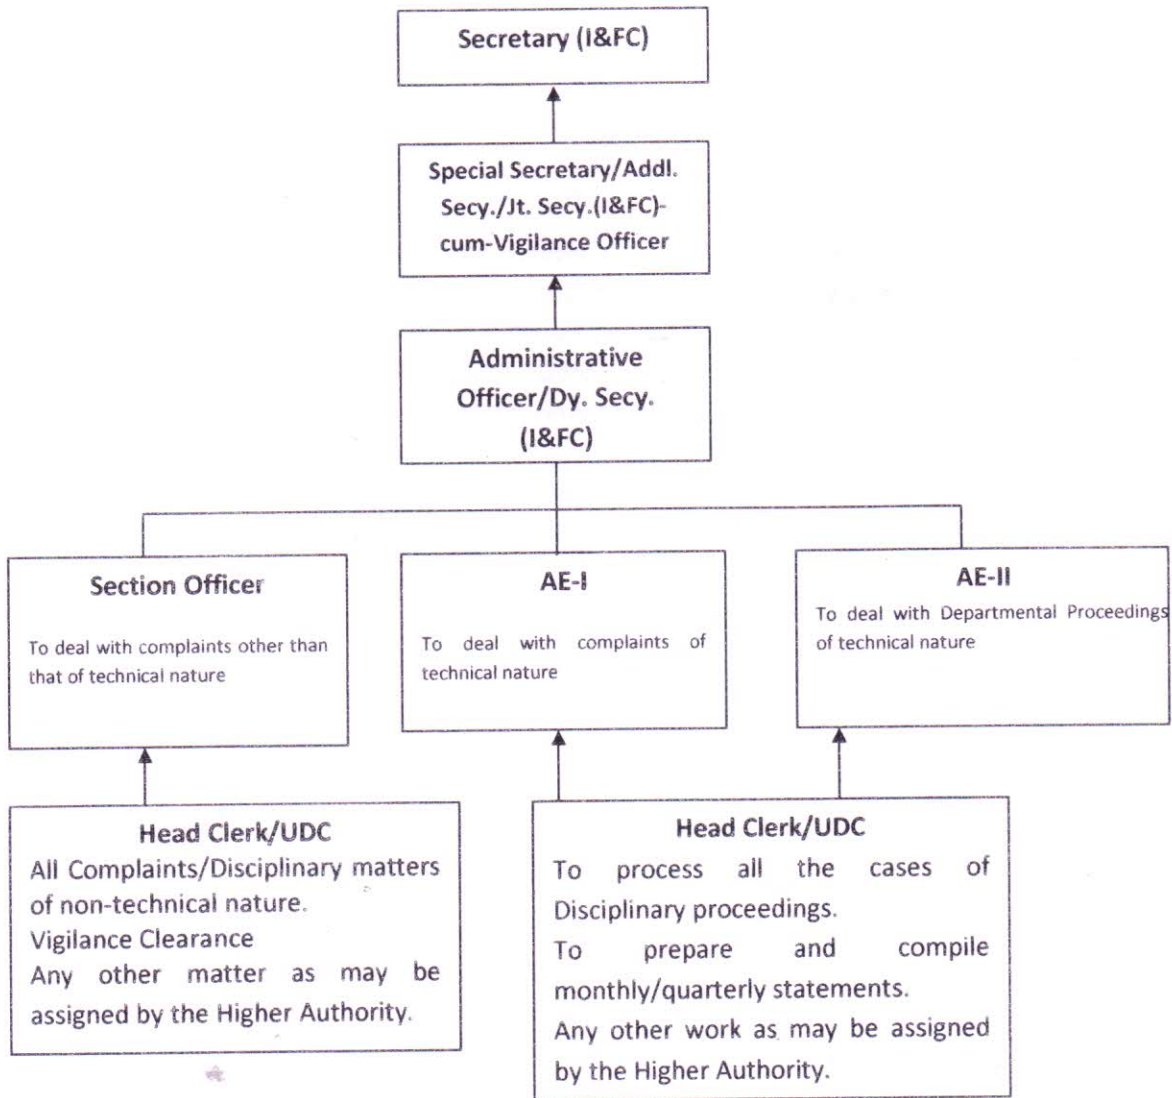 Secretary (I&FC)
Special Secretary/Addl.
Secy./Jt. Secy.(I&FC)-
cum-Vigilance Officer
Administrative
Officer/Dy. Secy.
(I&FC)
Section Officer
To deal with complaints other than
that of technical nature
AE-I
To deal with complaints of
technical nature
AE-II
To deal with Departmental Proceedings
of technical nature
Head Clerk/UDC
All Complaints/Disciplinary matters
of non-technical nature.
Vigilance Clearance
Any other matter as may be
assigned by the Higher Authority.
Head Clerk/UDC
To process all the cases of
Disciplinary proceedings.
To prepare and compile
monthly/quarterly statements.
Any other work as may be assigned
by the Higher Authority.